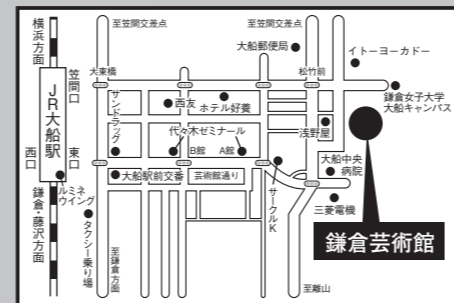 至笠間交差点
至笠間交差点
横浜方面
大船郵便局
イトーヨーカドー
笠間口
大東橋
松竹前
JR大船駅
サンドラッグ
西友
ホテル好養
鎌倉女子大学
大船キャンパス
代々木ゼミナール
浅野屋
西口
東口
B館
A館
大船中央
病院
大船駅前交番
芸術館通り
ルミネ
ウイング
サークルK
三菱電機
鎌倉・藤沢方面
タクシー乗り場
鎌倉芸術館
至鎌倉方面
至離山